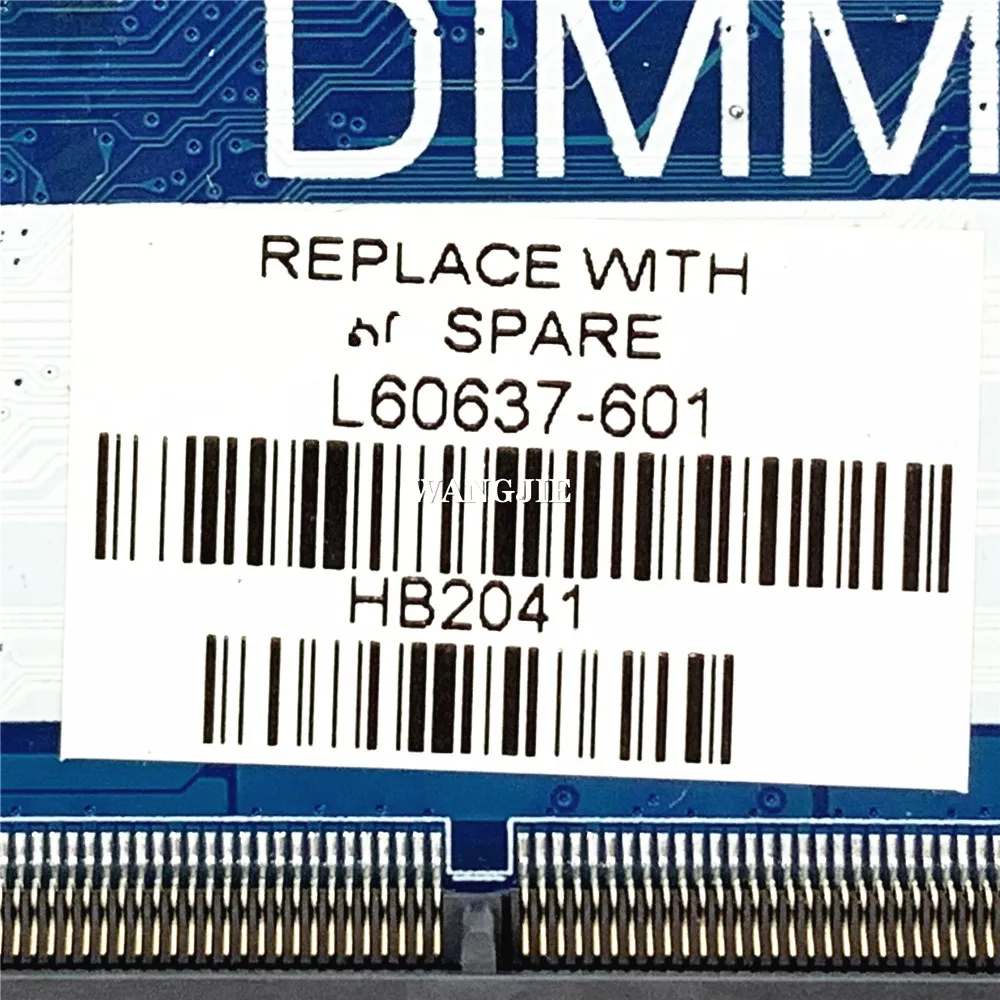 DIMM
REPLACE WITH
SPARE
L60637-601
WANGJIE
HB2041